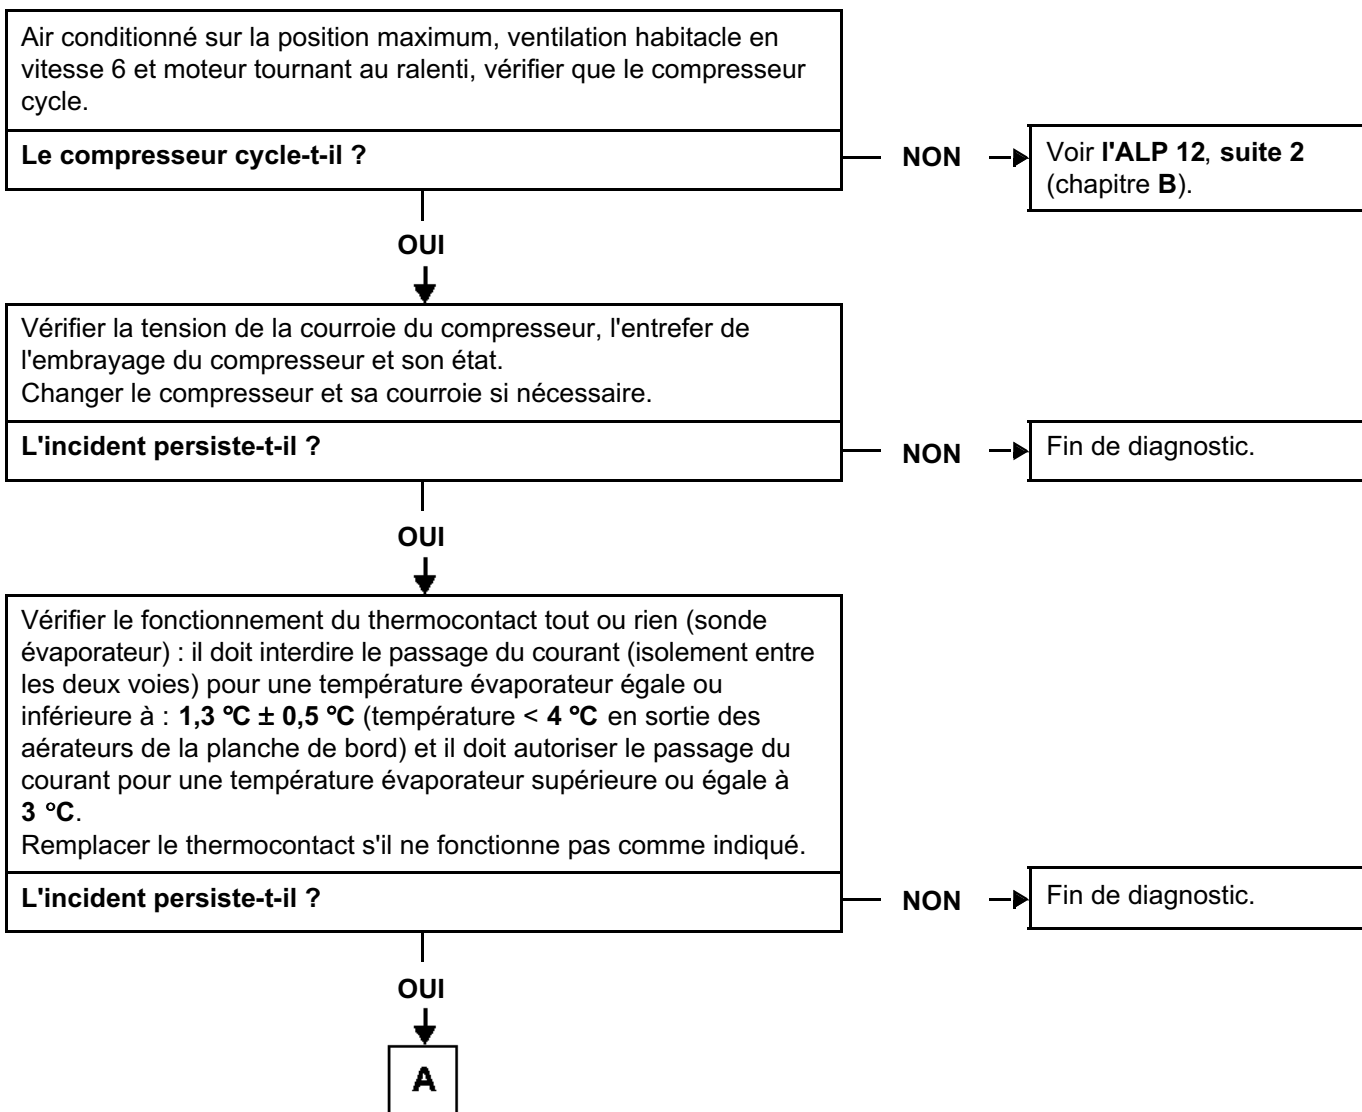 Air conditionné sur la position maximum, ventilation habitacle en
vitesse 6 et moteur tournant au ralenti, vérifier que le compresseur
cycle.
Le compresseur cycle-t-il ?
NON
Voir l'ALP 12, suite 2
(chapitre B).
OUI
Vérifier la tension de la courroie du compresseur, l'entrefer de
l'embrayage du compresseur et son état.
Changer le compresseur et sa courroie si nécessaire.
L'incident persiste-t-il ?
NON
Fin de diagnostic.
OUI
Vérifier le fonctionnement du thermocontact tout ou rien (sonde
évaporateur) : il doit interdire le passage du courant (isolement entre
les deux voies) pour une température évaporateur égale ou
inférieure à : 1,3 °C ± 0,5 °C (température < 4 °C en sortie des
aérateurs de la planche de bord) et il doit autoriser le passage du
courant pour une température évaporateur supérieure ou égale à
3 °C.
Remplacer le thermocontact s'il ne fonctionne pas comme indiqué.
L'incident persiste-t-il ?
NON
Fin de diagnostic.
OUI
A